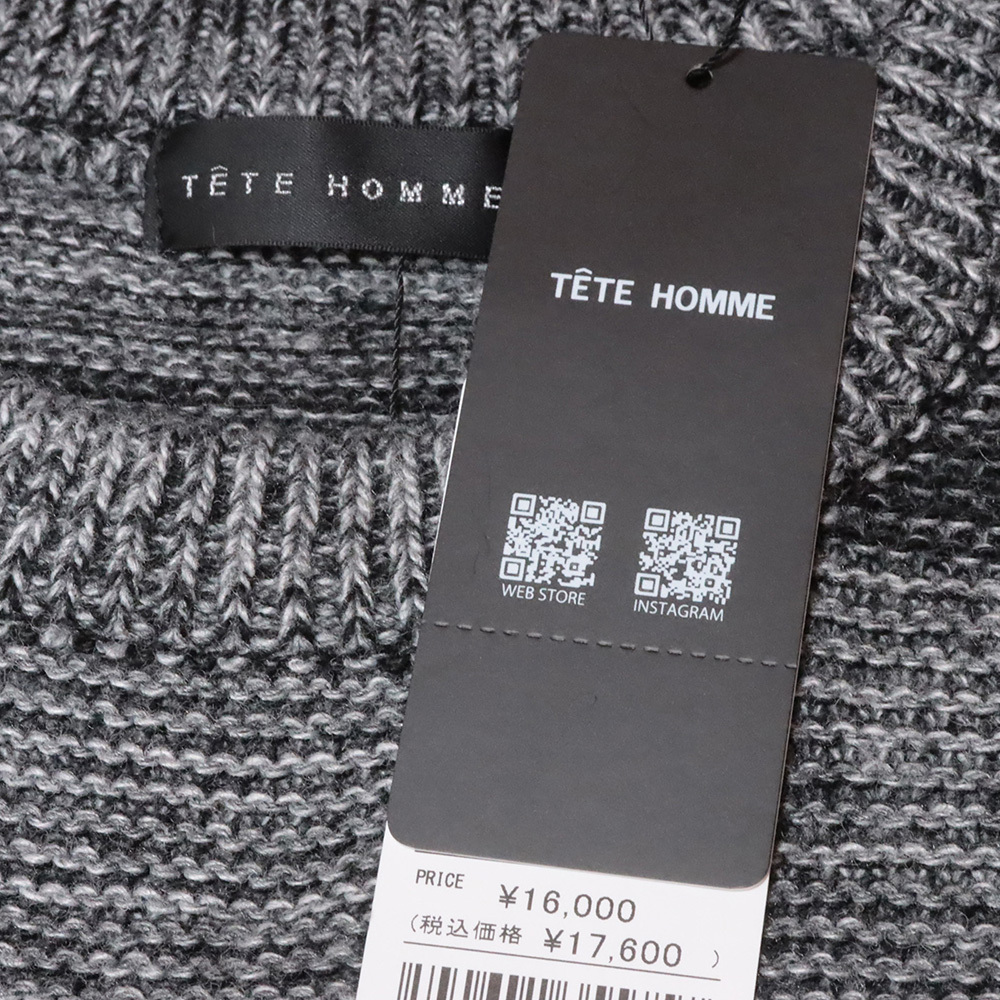 TÊTE HOMME
TÊTE HOMME
WEB STORE
INSTAGRAM
PRICE ¥16,000
(税込価格 ¥17,600 )